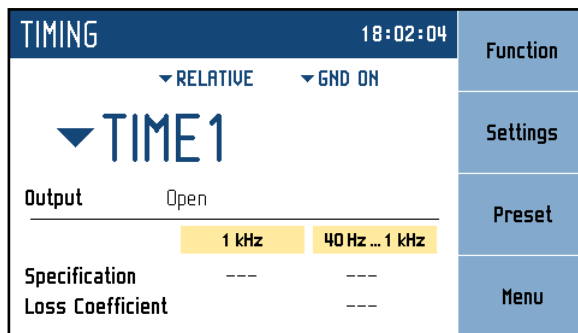 TIMING 18:02:04
RELATIVE GND ON
TIME1
Output Open
1 kHz 40 Hz ... 1 kHz
Specification --- ---
Loss Coefficient ---
Function
Settings
Preset
Menu